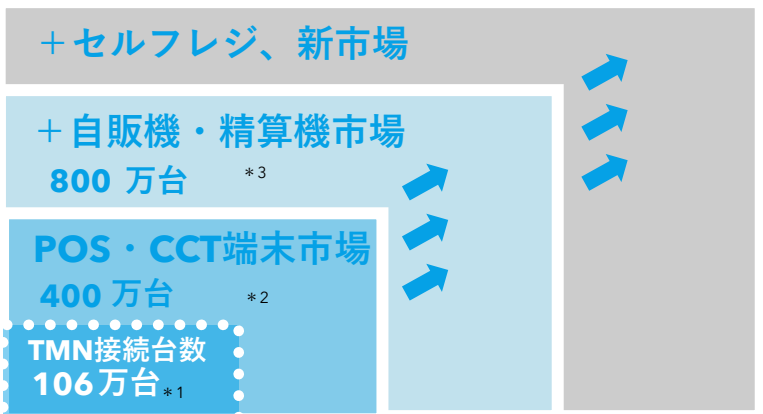 ＋セルフレジ、新市場
＋自販機・精算機市場
800 万台 ＊3
POS・CCT端末市場
400 万台 ＊2
TMN接続台数
106万台＊1